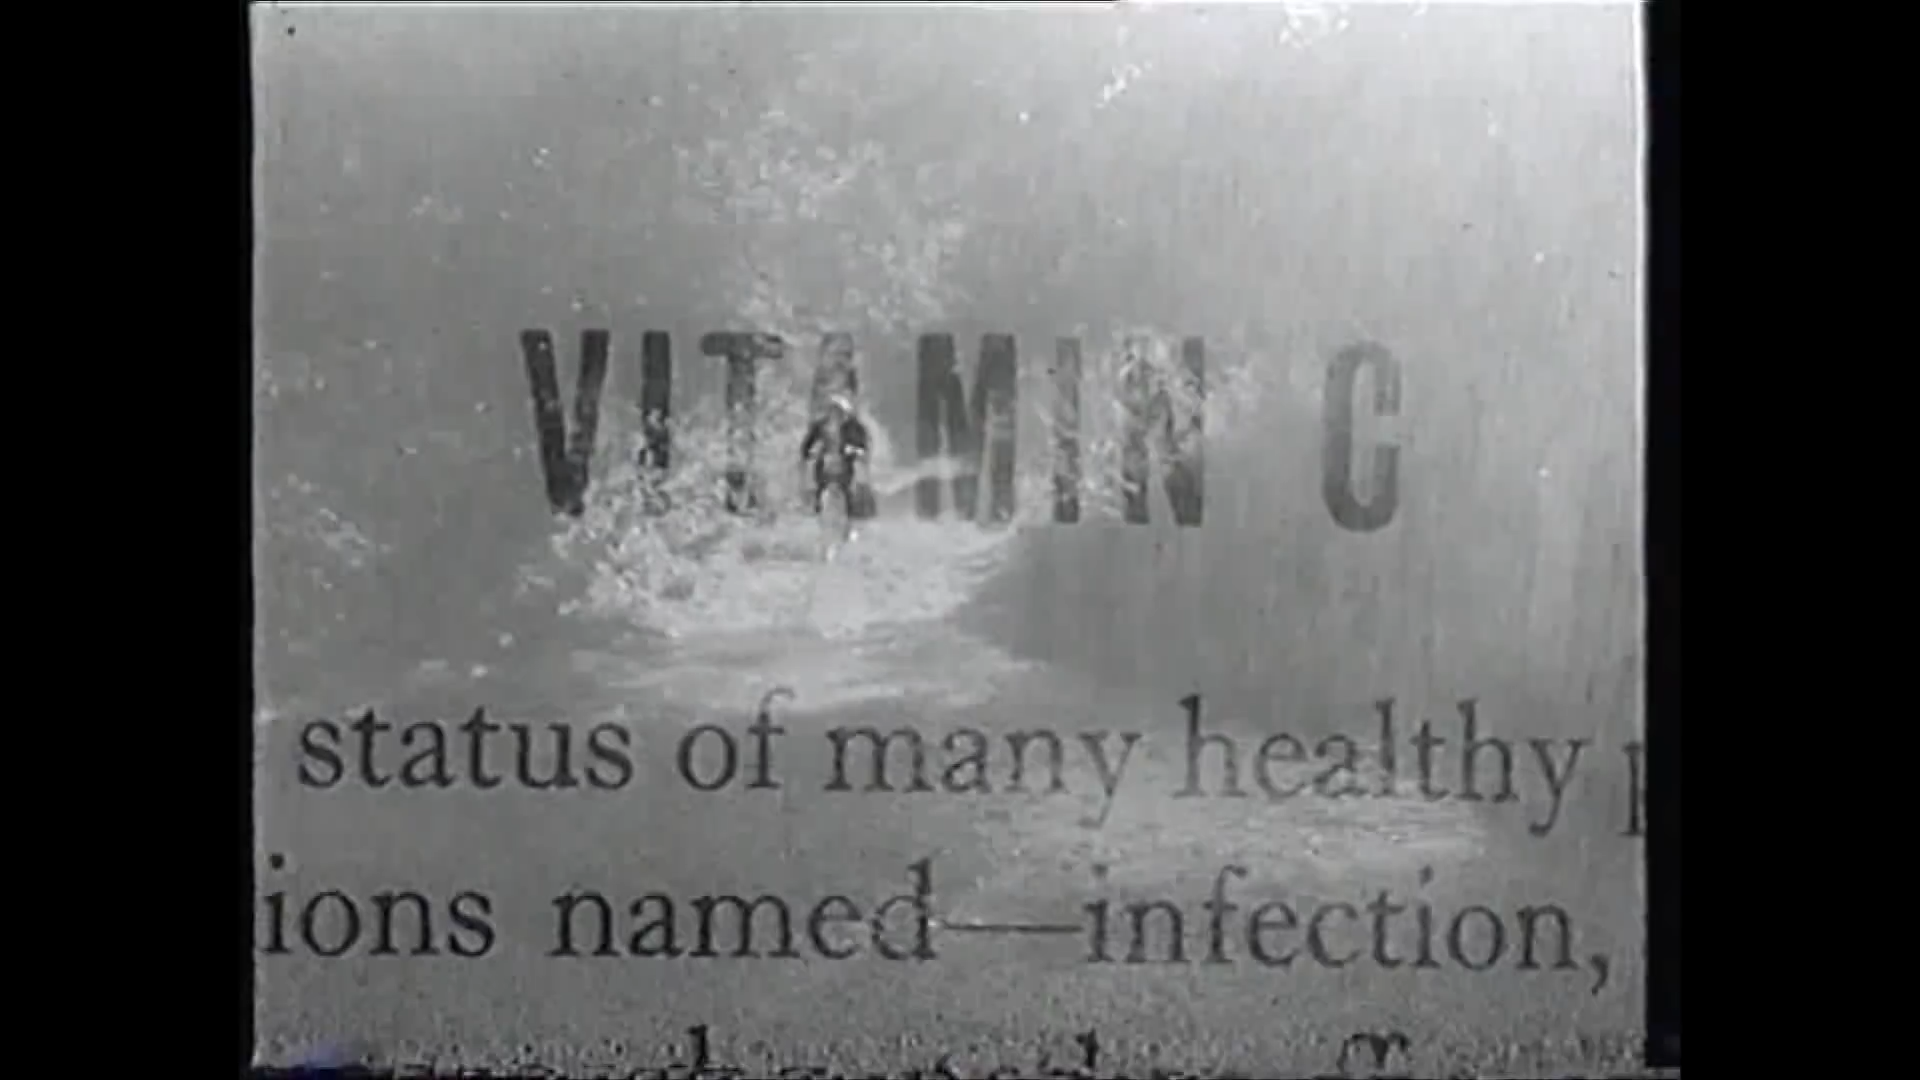 VITAMIN C
status of many healthy
ions named—infection,